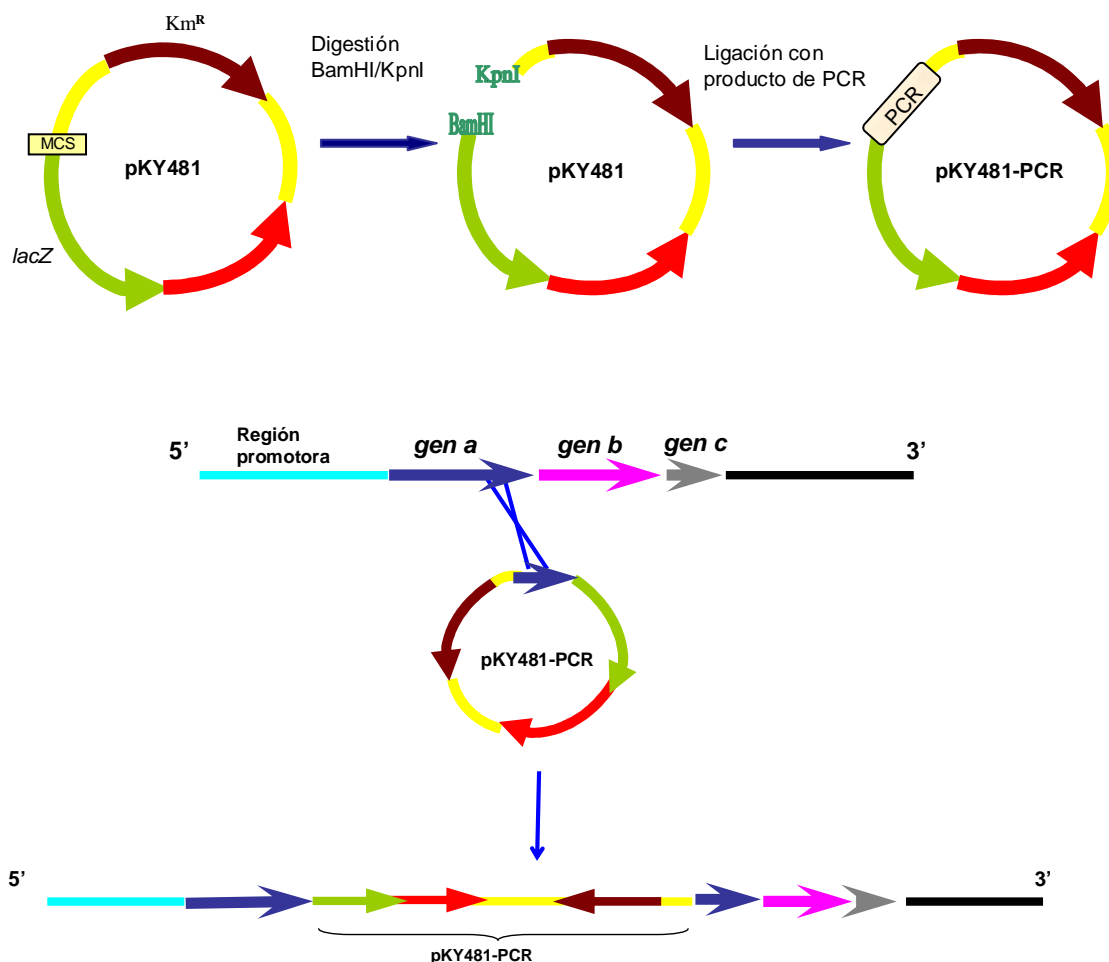 Km^R
Digestión
BamHI/KpnI
Ligación con
producto de PCR
KpnI
BamHI
PCR
MCS
pKY481
pKY481
pKY481-PCR
lacZ
5’
Región
promotora
gen a
gen b
gen c
3’
pKY481-PCR
5’
3’
pKY481-PCR